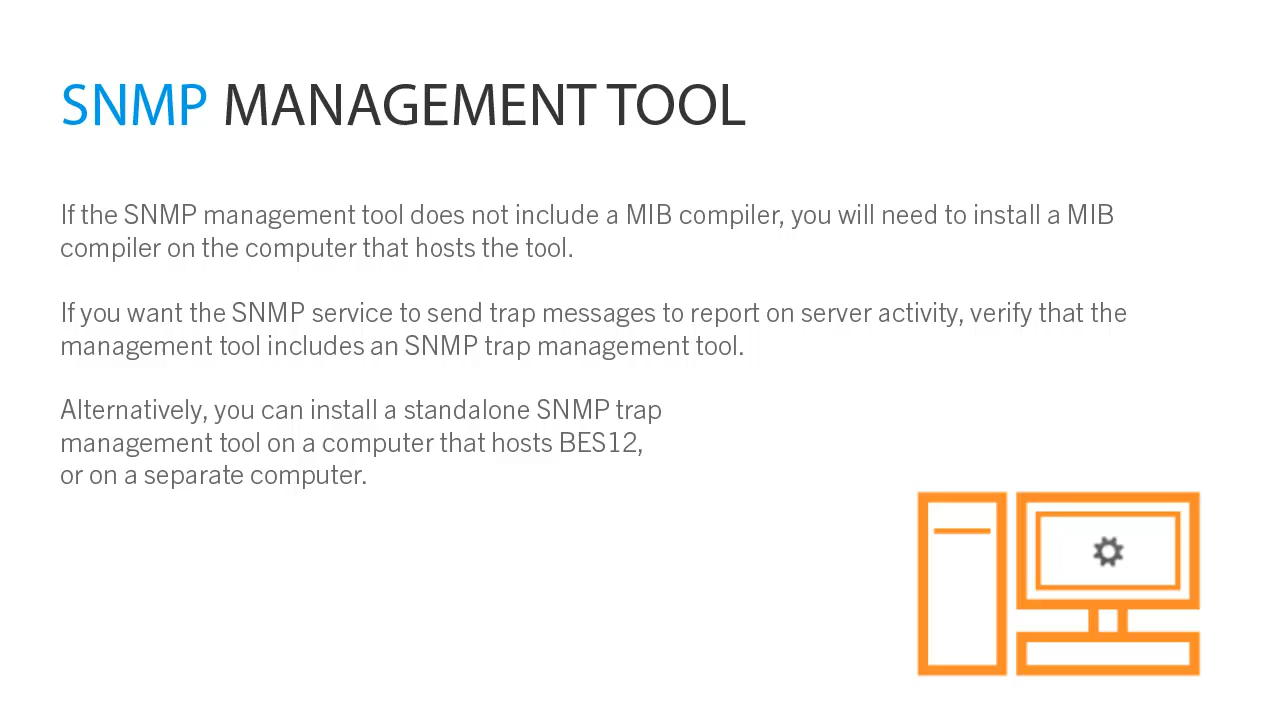 SNMP MANAGEMENT TOOL
If the SNMP management tool does not include a MIB compiler, you will need to install a MIB
compiler on the computer that hosts the tool.
If you want the SNMP service to send trap messages to report on server activity, verify that the
management tool includes an SNMP trap management tool.
Alternatively, you can install a standalone SNMP trap
management tool on a computer that hosts BES12,
or on a separate computer.